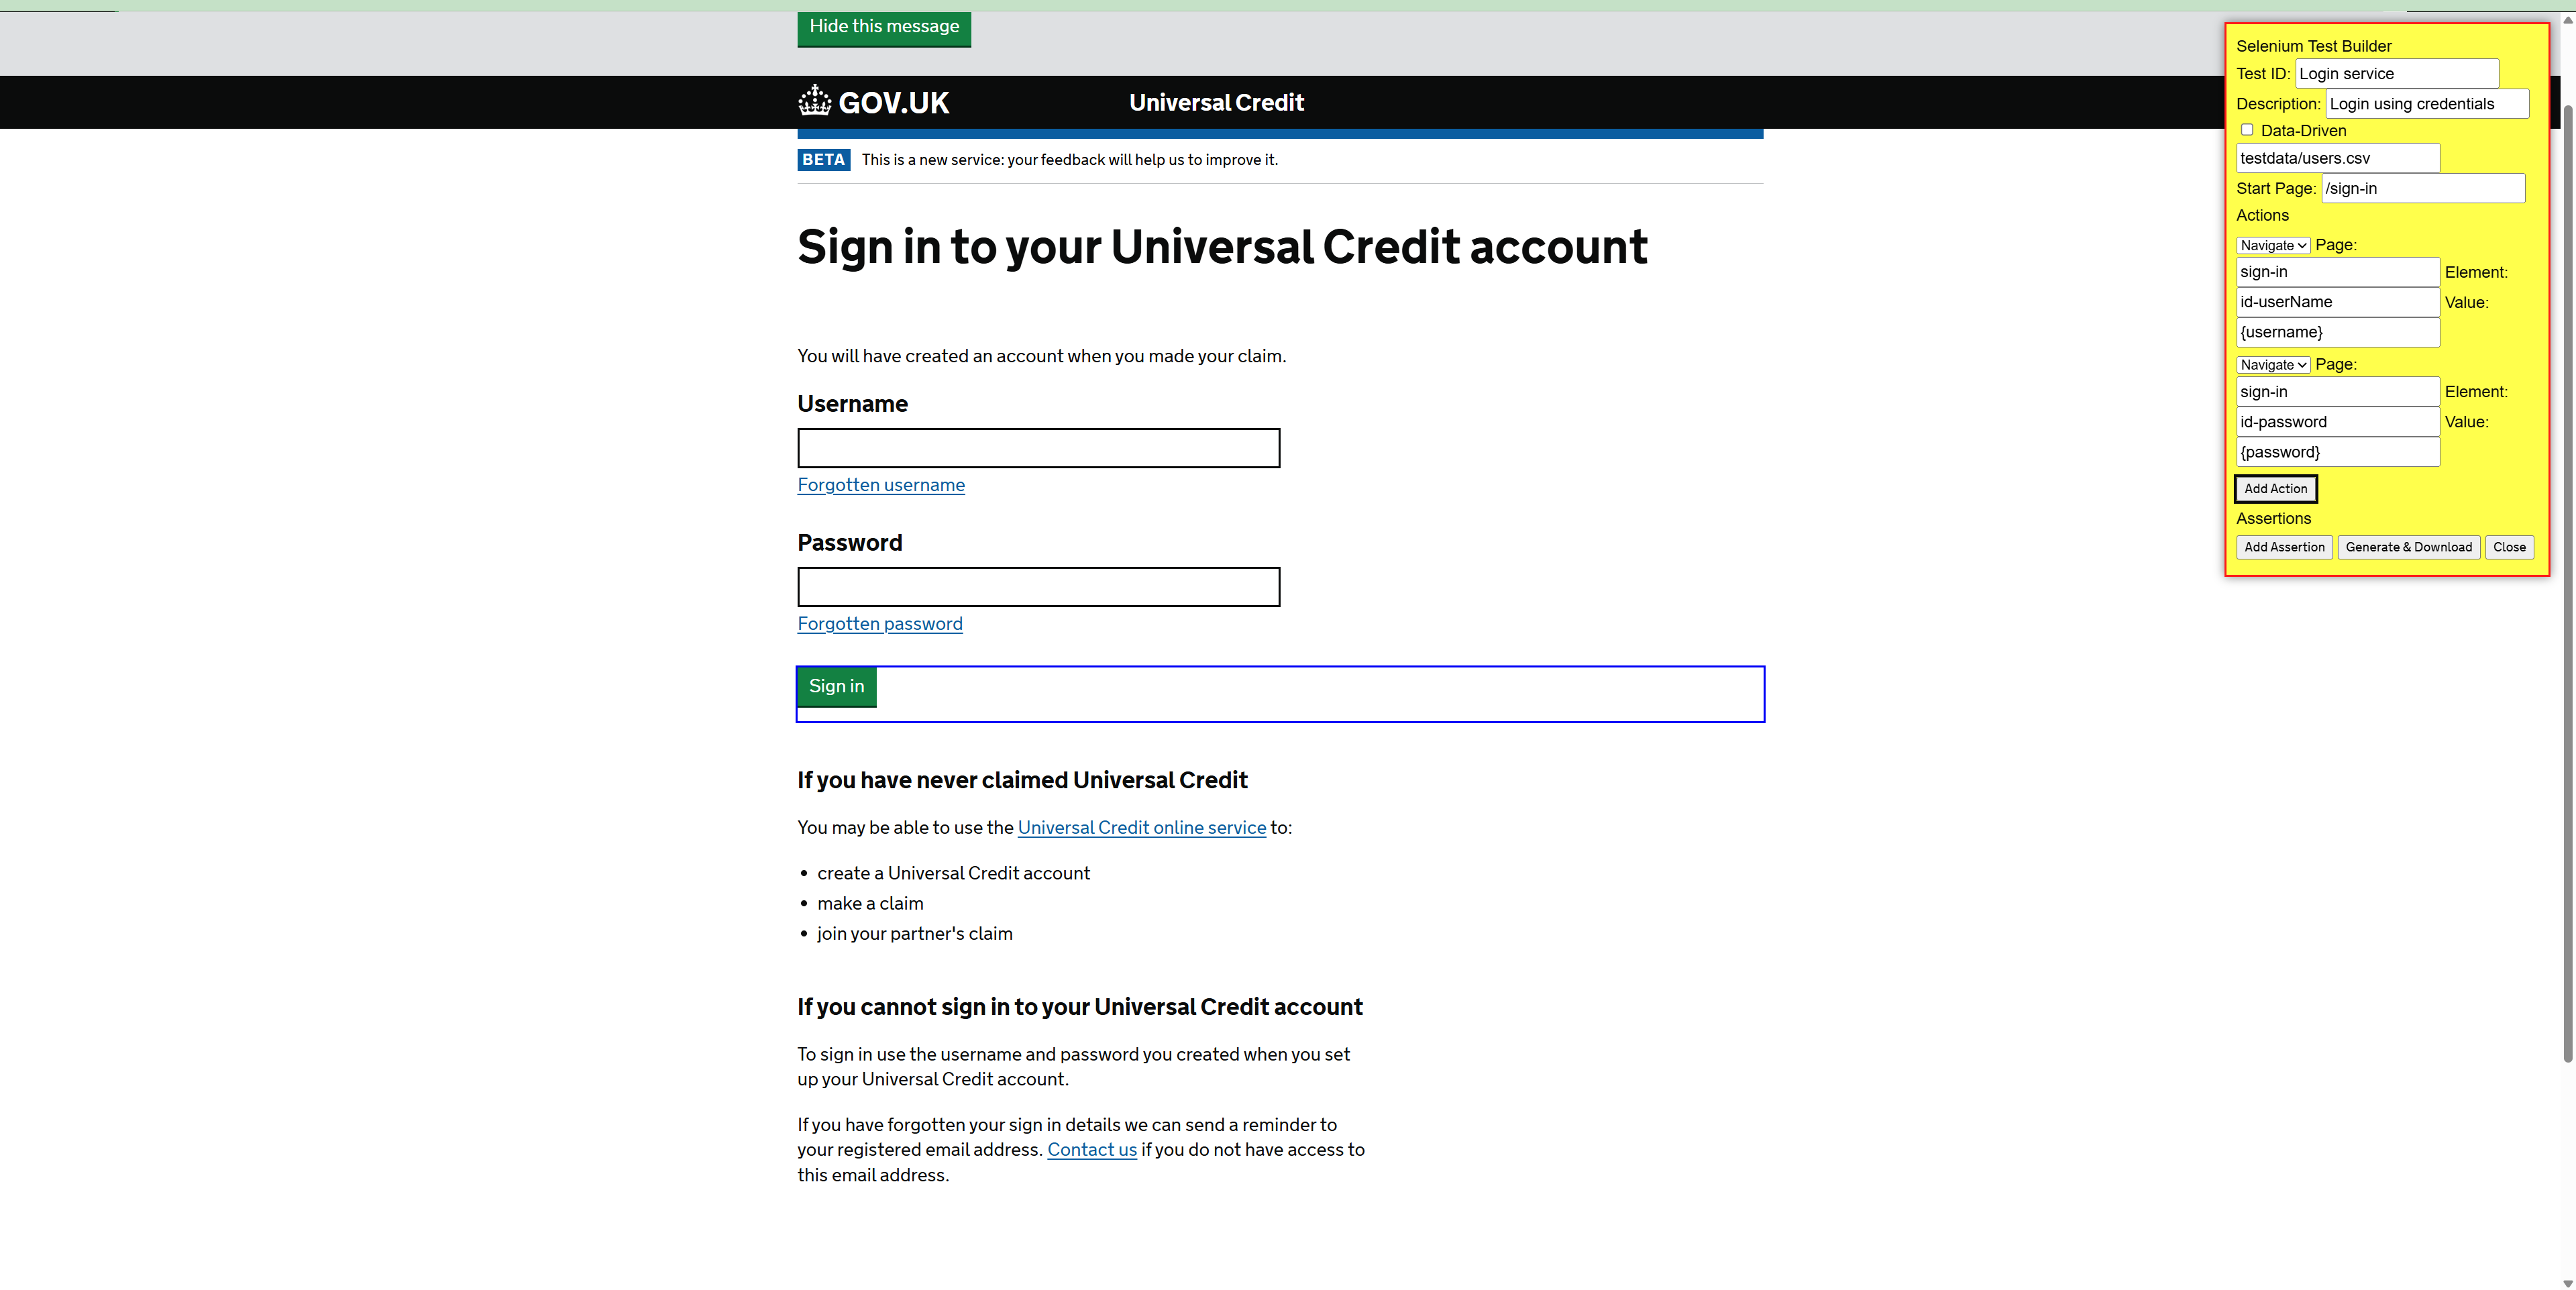 Hide this message
GOV.UK
Universal Credit
BETA This is a new service: your feedback will help us to improve it.
Sign in to your Universal Credit account
You will have created an account when you made your claim.
Username
Forgotten username
Password
Forgotten password
Sign in
If you have never claimed Universal Credit
You may be able to use the Universal Credit online service to:
• create a Universal Credit account
• make a claim
• join your partner's claim
If you cannot sign in to your Universal Credit account
To sign in use the username and password you created when you set
up your Universal Credit account.
If you have forgotten your sign in details we can send a reminder to
your registered email address. Contact us if you do not have access to
this email address.
Selenium Test Builder
Test ID: Login service
Description: Login using credentials
Data-Driven
testdata/users.csv
Start Page: /sign-in
Actions
Navigate Page:
sign-in Element:
id-userName Value:
{username}
Navigate Page:
sign-in Element:
id-password Value:
{password}
Add Action
Assertions
Add Assertion Generate & Download Close